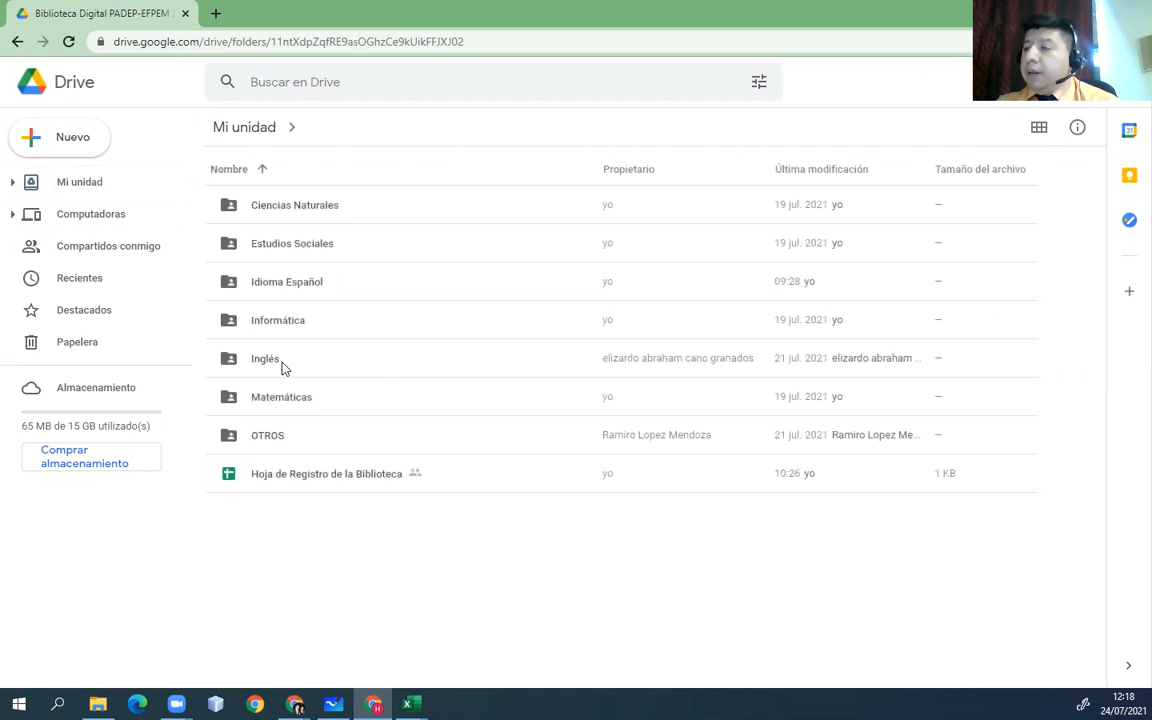 Biblioteca Digital PADEP-EFPEM
drive.google.com/drive/folders/11ntXdpZqfRE9asOGhzCe9kUikFFJXJ02
Drive
Buscar en Drive
Nuevo
Mi unidad
Computadoras
Compartidos conmigo
Recientes
Destacados
Papelera
Almacenamiento
65 MB de 15 GB utilizado(s)
Comprar
almacenamiento
Mi unidad
Nombre Propietario Última modificación Tamaño del archivo
Ciencias Naturales yo 19 jul. 2021 yo –
Estudios Sociales yo 19 jul. 2021 yo –
Idioma Español yo 09:28 yo –
Informática yo 19 jul. 2021 yo –
Inglés elizardo abraham cano granados 21 jul. 2021 elizardo abraham ... –
Matemáticas yo 19 jul. 2021 yo –
OTROS Ramiro Lopez Mendoza 21 jul. 2021 Ramiro Lopez Me... –
Hoja de Registro de la Biblioteca yo 10:26 yo 1 KB
31
12:18
24/07/2021